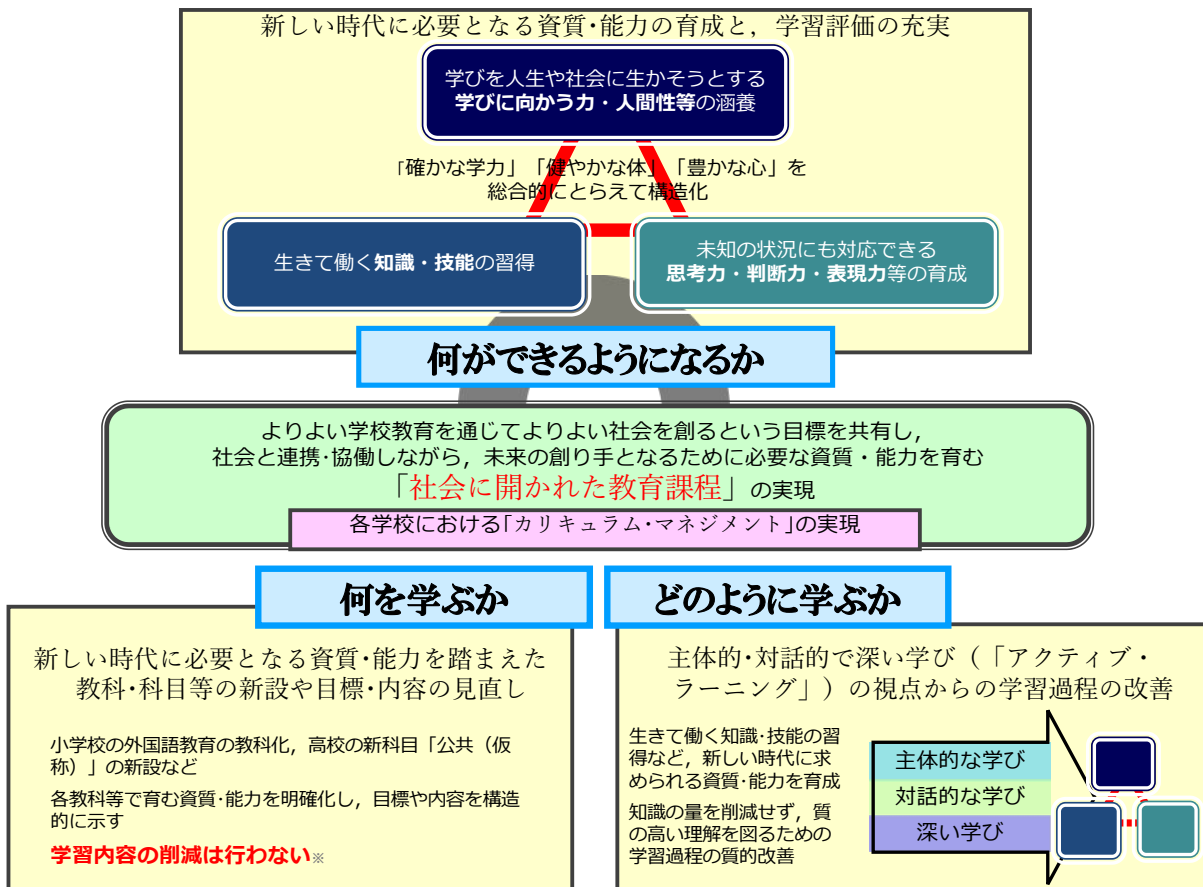 新しい時代に必要となる資質･能力の育成と，学習評価の充実
学びを人生や社会に生かそうとする
学びに向かう力・人間性等の涵養
「確かな学力」「健やかな体」「豊かな心」を
総合的にとらえて構造化
生きて働く知識・技能の習得
未知の状況にも対応できる
思考力・判断力・表現力等の育成
何ができるようになるか
よりよい学校教育を通じてよりよい社会を創るという目標を共有し，
社会と連携･協働しながら，未来の創り手となるために必要な資質・能力を育む
「社会に開かれた教育課程」の実現
各学校における｢カリキュラム･マネジメント｣の実現
何を学ぶか
新しい時代に必要となる資質･能力を踏まえた
教科･科目等の新設や目標･内容の見直し
小学校の外国語教育の教科化，高校の新科目「公共（仮
称）」の新設など
各教科等で育む資質･能力を明確化し，目標や内容を構造
的に示す
学習内容の削減は行わない※
どのように学ぶか
主体的･対話的で深い学び（「アクティブ・
ラーニング」）の視点からの学習過程の改善
生きて働く知識･技能の習
得など，新しい時代に求
められる資質･能力を育成
知識の量を削減せず，質
の高い理解を図るための
学習過程の質的改善
主体的な学び
対話的な学び
深い学び